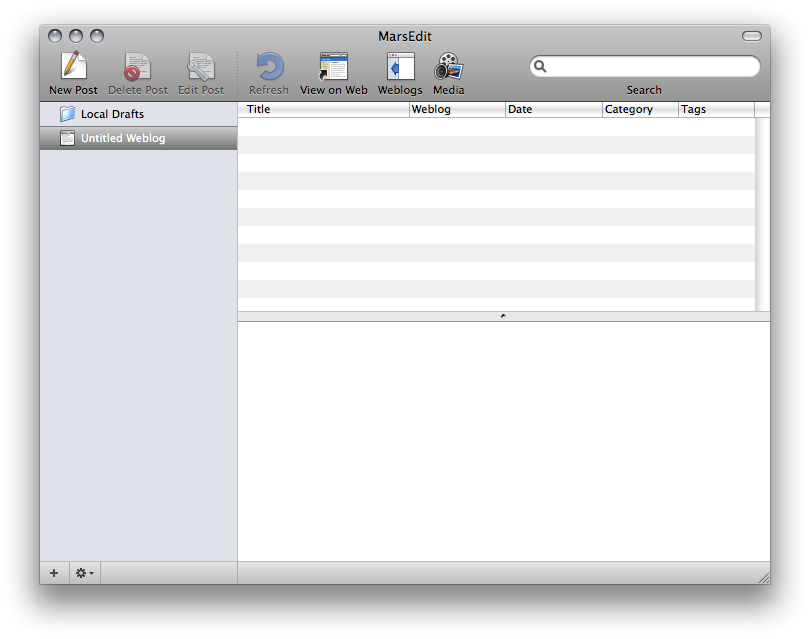 MarsEdit
New Post Delete Post Edit Post Refresh View on Web Weblogs Media Search
Local Drafts
Untitled Weblog
Title Weblog Date Category Tags